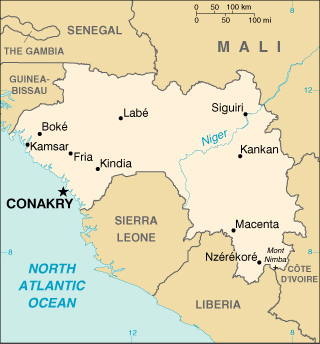 SENEGAL
0 50 100 km
0 50 100 mi
12
8
MALI
THE GAMBIA
GUINEA-
BISSAU
Labé
Siguiri
Boké
Niger
Kamsar
Fria
Kankan
Kindia
CONAKRY
SIERRA
LEONE
Macenta
Nzérékoré
Mont
Nimba
CÔTE
D'IVOIRE
8
8
NORTH
ATLANTIC
OCEAN
LIBERIA
12
8